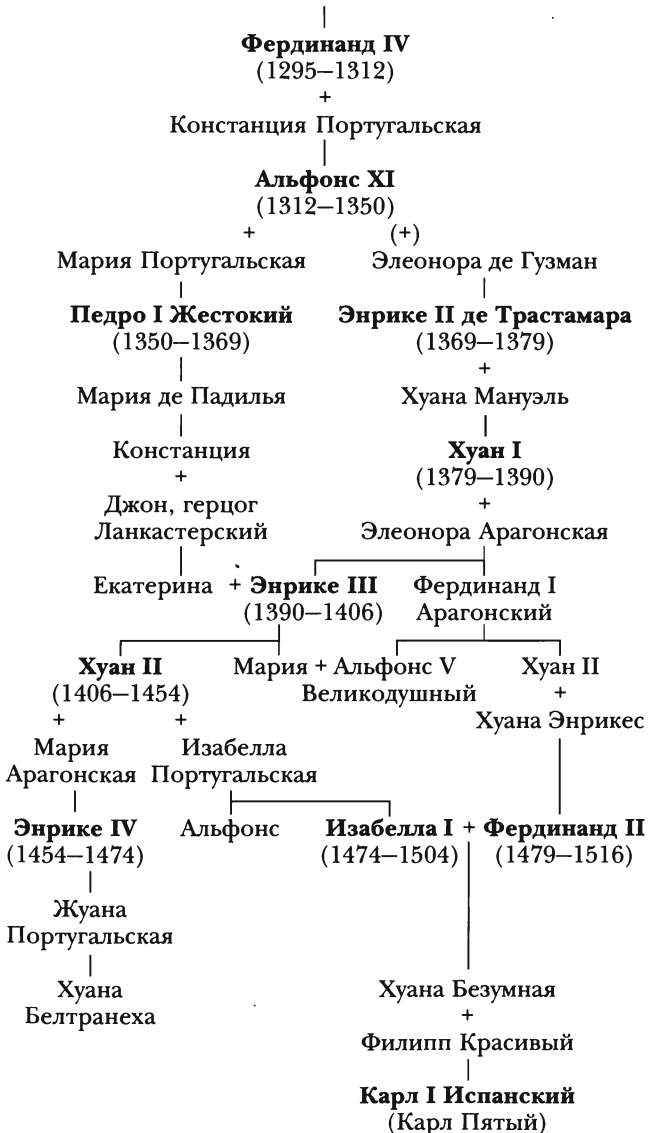 Фердинанд IV
(1295–1312)
+
Констанция Португальская
Альфонс XI
(1312–1350)
+ (+)
Мария Португальская Элеонора де Гузман
Педро I Жестокий Энрике II де Трастамара
(1350–1369) (1369–1379)
+
Мария де Падилья Хуана Мануэль
Констанция Хуан I
+ (1379–1390)
Джон, герцог +
Ланкастерский Элеонора Арагонская
Екатерина + Энрике III Фердинанд I
(1390–1406) Арагонский
Хуан II Мария + Альфонс V Хуан II
(1406–1454) Великодушный +
+ + Хуана Энрикес
Мария Изабелла
Арагонская Португальская
Энрике IV Альфонс Изабелла I + Фердинанд II
(1454–1474) (1474–1504) (1479–1516)
Жуана
Португальская
Хуана Хуана Безумная
Белтранеха +
Филипп Красивый
Карл I Испанский
(Карл Пятый)